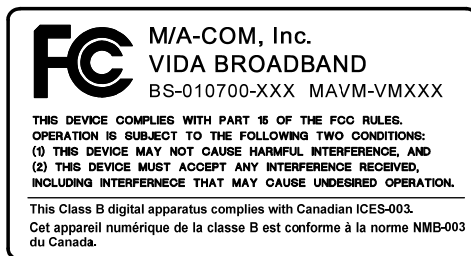 FCC
M/A-COM, Inc.
VIDA BROADBAND
BS-010700-XXX MAVM-VMXXX
THIS DEVICE COMPLIES WITH PART 15 OF THE FCC RULES.
OPERATION IS SUBJECT TO THE FOLLOWING TWO CONDITIONS:
(1) THIS DEVICE MAY NOT CAUSE HARMFUL INTERFERENCE, AND
(2) THIS DEVICE MUST ACCEPT ANY INTERFERENCE RECEIVED,
INCLUDING INTERFERNECE THAT MAY CAUSE UNDESIRED OPERATION.
This Class B digital apparatus complies with Canadian ICES-003.
Cet appareil numérique de la classe B est conforme à la norme NMB-003
du Canada.